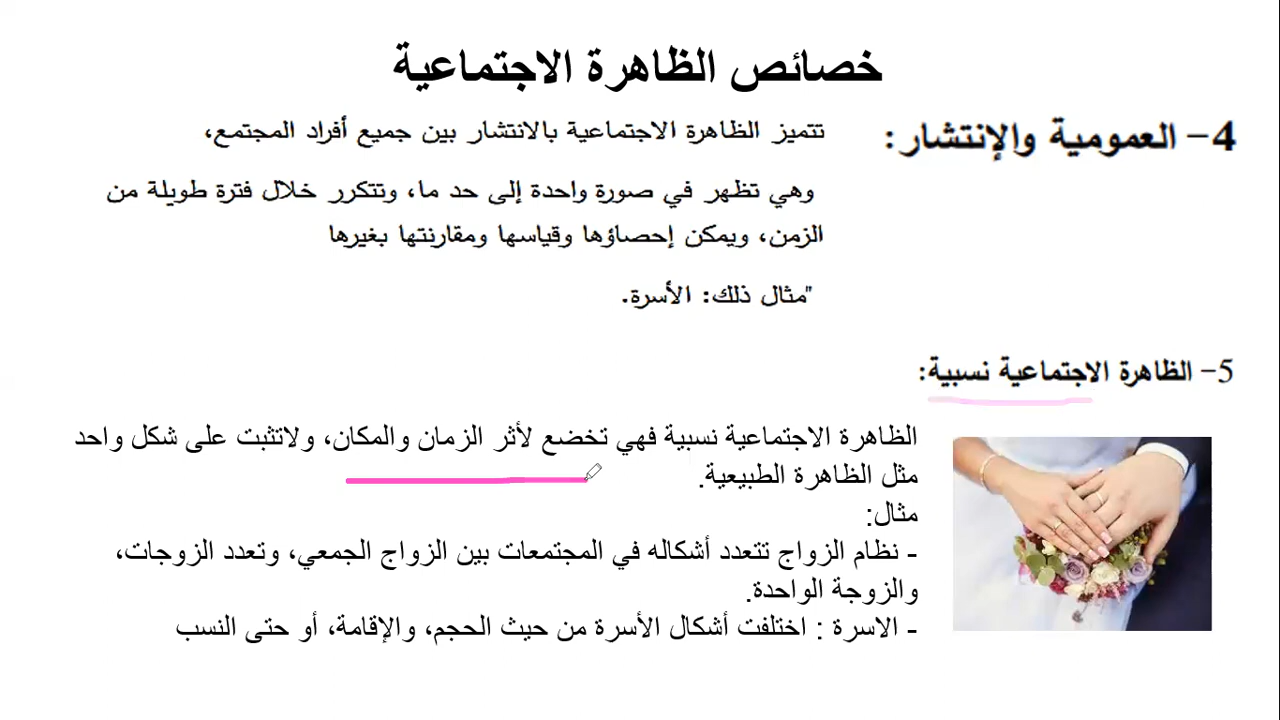 خصائص الظاهرة الاجتماعية
4- العمومية والإنتشار:
تتميز الظاهرة الاجتماعية بالانتشار بين جميع أفراد المجتمع،
وهي تظهر في صورة واحدة إلى حد ما، وتتكرر خلال فترة طويلة من
الزمن، ويمكن إحصاؤها وقياسها ومقارنتها بغيرها
"مثال ذلك: الأسرة.
5- الظاهرة الاجتماعية نسبية:
الظاهرة الاجتماعية نسبية فهي تخضع لأثر الزمان والمكان، ولاتثبت على شكل واحد
مثل الظاهرة الطبيعية.
مثال:
- نظام الزواج تتعدد أشكاله في المجتمعات بين الزواج الجمعي، وتعدد الزوجات،
والزوجة الواحدة.
- الاسرة : اختلفت أشكال الأسرة من حيث الحجم، والإقامة، أو حتى النسب